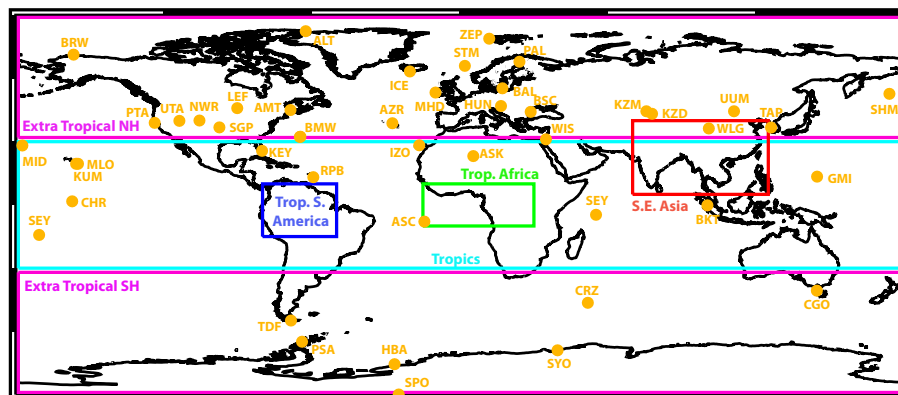 ALT
BRW
ZEP
STM
PAL
ICE
MHD
BAL
HUN
BSC
LEF
AMT
AZR
UTA
NWR
PTA
SGP
BMW
KZM
KZD
UUM
TAP
SHM
WLG
WIS
Extra Tropical NH
MID
MLO
KUM
KEY
IZO
ASK
RPB
Trop. Africa
GMI
CHR
Trop. S.
America
SEY
ASC
SEY
S.E. Asia
BKT
Tropics
Extra Tropical SH
CRZ
CGO
TDF
PSA
HBA
SYO
SPO